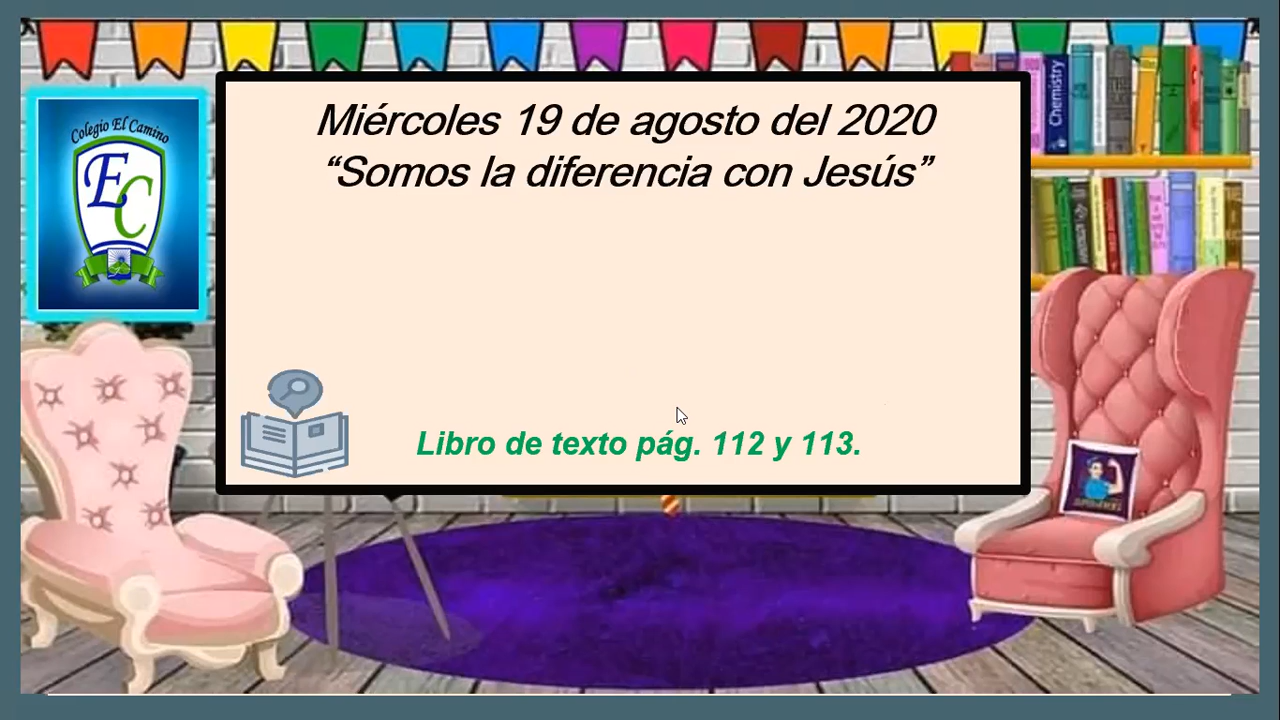 Miércoles 19 de agosto del 2020
“Somos la diferencia con Jesús”
Colegio El Camino
EC
Chemistry
Libro de texto pág. 112 y 113.